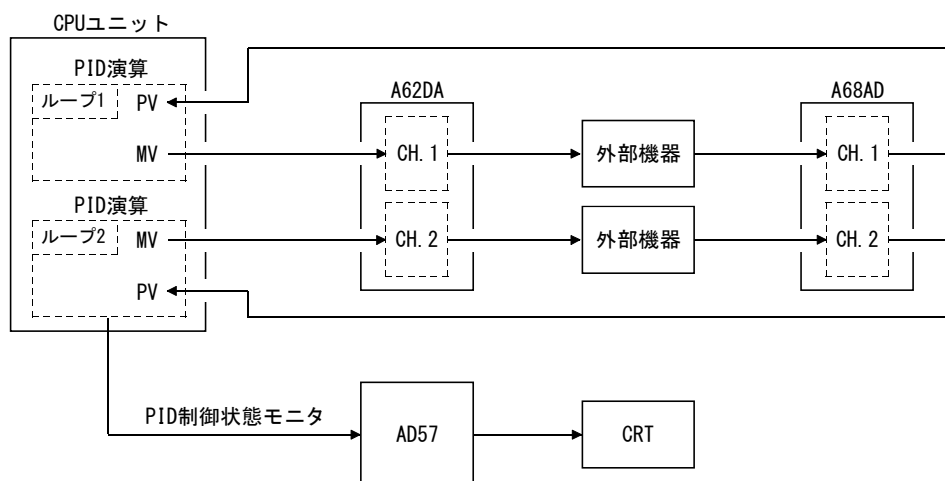 CPUユニット
PID演算
ループ1
PV
MV
PID演算
ループ2
MV
PV
A62DA
CH. 1
CH. 2
外部機器
外部機器
A68AD
CH. 1
CH. 2
PID制御状態モニタ
AD57
CRT